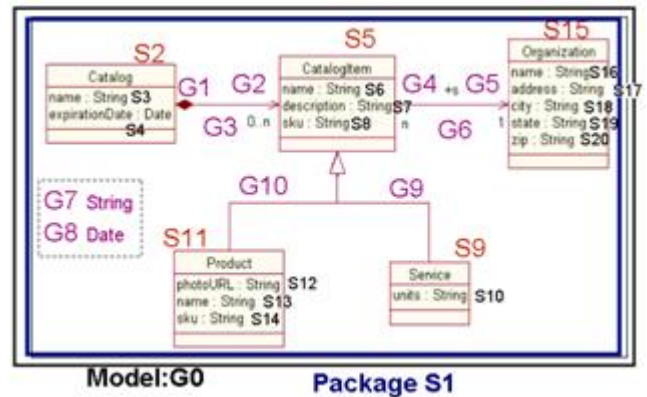 S2
Catalog
name : String S3
expirationDate : Date
S4
G1
G2
G3
0..n
S5
CatalogItem
name : String S6
description : String S7
sku : String S8
G4
+s
G5
n
G6
1
S15
Organization
name : String S16
address : String S17
city : String S18
state : String S19
zip : String S20
G7 String
G8 Date
G10
G9
S11
Product
photoURL : String S12
name : String S13
sku : String S14
S9
Service
units : String S10
Model:G0
Package S1